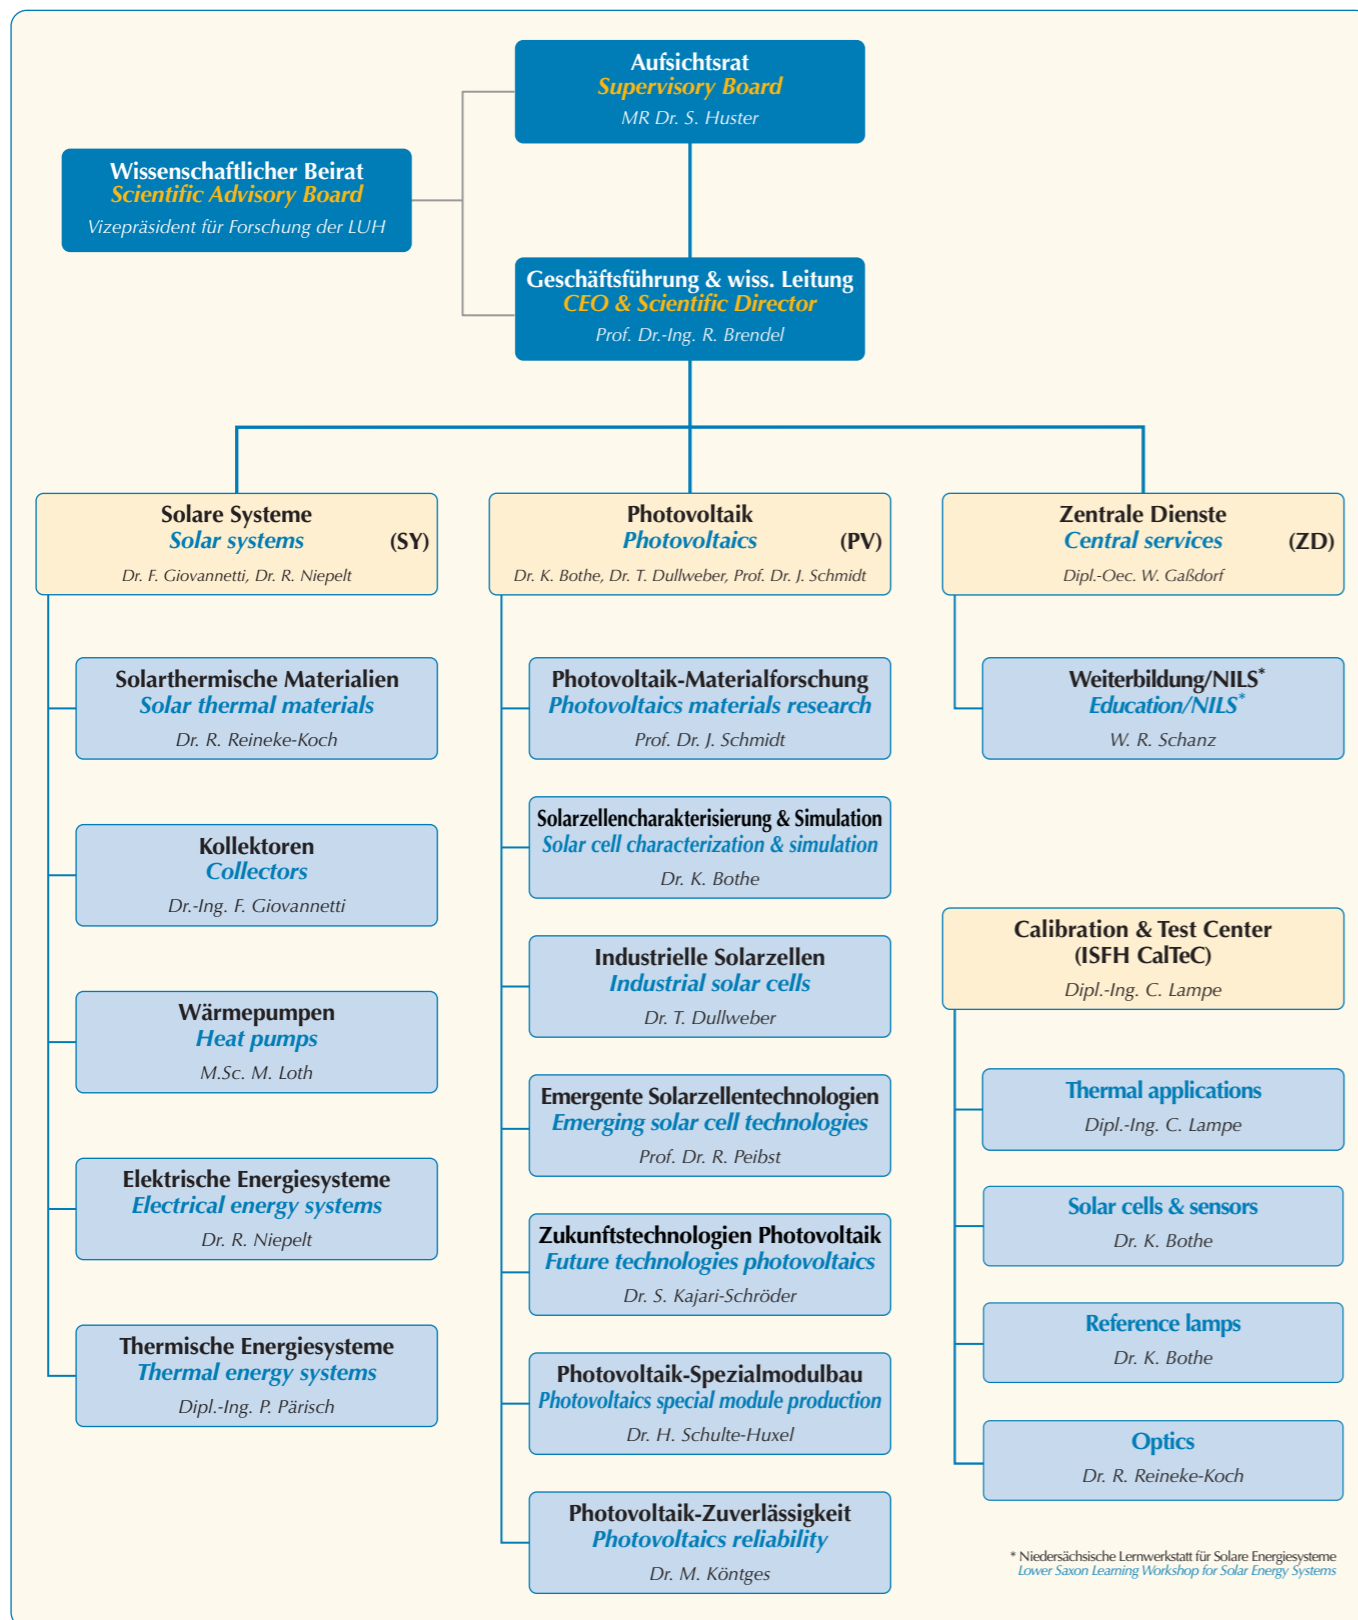 Aufsichtsrat
Supervisory Board
MR Dr. S. Huster
Wissenschaftlicher Beirat
Scientific Advisory Board
Vizepräsident für Forschung der LUH
Geschäftsführung & wiss. Leitung
CEO & Scientific Director
Prof. Dr.-Ing. R. Brendel
Solare Systeme
Solar systems (SY)
Dr. F. Giovannetti, Dr. R. Niepelt
Solarthermische Materialien
Solar thermal materials
Dr. R. Reineke-Koch
Kollektoren
Collectors
Dr.-Ing. F. Giovannetti
Wärmepumpen
Heat pumps
M.Sc. M. Loth
Elektrische Energiesysteme
Electrical energy systems
Dr. R. Niepelt
Thermische Energiesysteme
Thermal energy systems
Dipl.-Ing. P. Pärisch
Photovoltaik
Photovoltaics (PV)
Dr. K. Bothe, Dr. T. Dullweber, Prof. Dr. J. Schmidt
Photovoltaik-Materialforschung
Photovoltaics materials research
Prof. Dr. J. Schmidt
Solarzellencharakterisierung & Simulation
Solar cell characterization & simulation
Dr. K. Bothe
Industrielle Solarzellen
Industrial solar cells
Dr. T. Dullweber
Emergente Solarzellentechnologien
Emerging solar cell technologies
Prof. Dr. R. Peibst
Zukunftstechnologien Photovoltaik
Future technologies photovoltaics
Dr. S. Kajari-Schröder
Photovoltaik-Spezialmodulbau
Photovoltaics special module production
Dr. H. Schulte-Huxel
Photovoltaik-Zuverlässigkeit
Photovoltaics reliability
Dr. M. Köntges
Zentrale Dienste
Central services (ZD)
Dipl.-Oec. W. Gaßdorf
Weiterbildung/NILS*
Education/NILS*
W. R. Schanz
Calibration & Test Center
(ISFH CalTeC)
Dipl.-Ing. C. Lampe
Thermal applications
Dipl.-Ing. C. Lampe
Solar cells & sensors
Dr. K. Bothe
Reference lamps
Dr. K. Bothe
Optics
Dr. R. Reineke-Koch
* Niedersächsische Lernwerkstatt für Solare Energiesysteme
Lower Saxon Learning Workshop for Solar Energy Systems